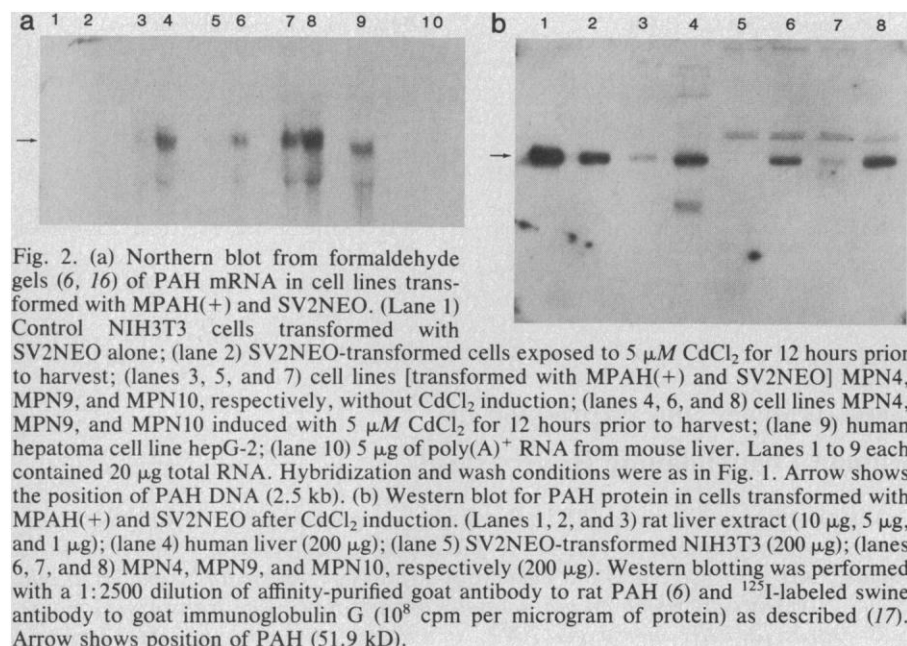 a 1 2 3 4 5 6 7 8 9 10
b 1 2 3 4 5 6 7 8
Fig. 2. (a) Northern blot from formaldehyde
gels (6, 16) of PAH mRNA in cell lines trans-
formed with MPAH(+) and SV2NEO. (Lane 1)
Control NIH3T3 cells transformed with
SV2NEO alone; (lane 2) SV2NEO-transformed cells exposed to 5 μM CdCl₂ for 12 hours prior
to harvest; (lanes 3, 5, and 7) cell lines [transformed with MPAH(+) and SV2NEO] MPN4,
MPN9, and MPN10, respectively, without CdCl₂ induction; (lanes 4, 6, and 8) cell lines MPN4,
MPN9, and MPN10 induced with 5 μM CdCl₂ for 12 hours prior to harvest; (lane 9) human
hepatoma cell line hepG-2; (lane 10) 5 μg of poly(A)⁺ RNA from mouse liver. Lanes 1 to 9 each
contained 20 μg total RNA. Hybridization and wash conditions were as in Fig. 1. Arrow shows
the position of PAH DNA (2.5 kb). (b) Western blot for PAH protein in cells transformed with
MPAH(+) and SV2NEO after CdCl₂ induction. (Lanes 1, 2, and 3) rat liver extract (10 μg, 5 μg,
and 1 μg); (lane 4) human liver (200 μg); (lane 5) SV2NEO-transformed NIH3T3 (200 μg); (lanes
6, 7, and 8) MPN4, MPN9, and MPN10, respectively (200 μg). Western blotting was performed
with a 1:2500 dilution of affinity-purified goat antibody to rat PAH (6) and ¹²⁵I-labeled swine
antibody to goat immunoglobulin G (10⁸ cpm per microgram of protein) as described (17).
Arrow shows position of PAH (51.9 kD).